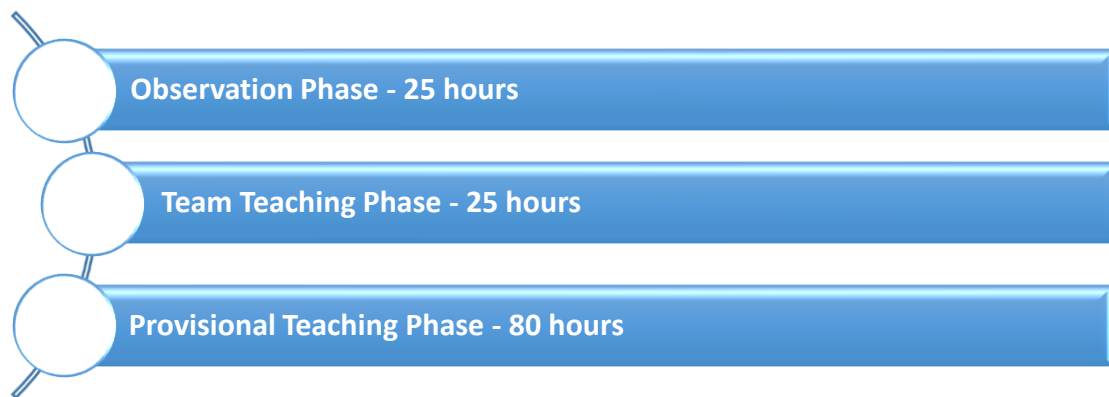 Observation Phase - 25 hours
Team Teaching Phase - 25 hours
Provisional Teaching Phase - 80 hours